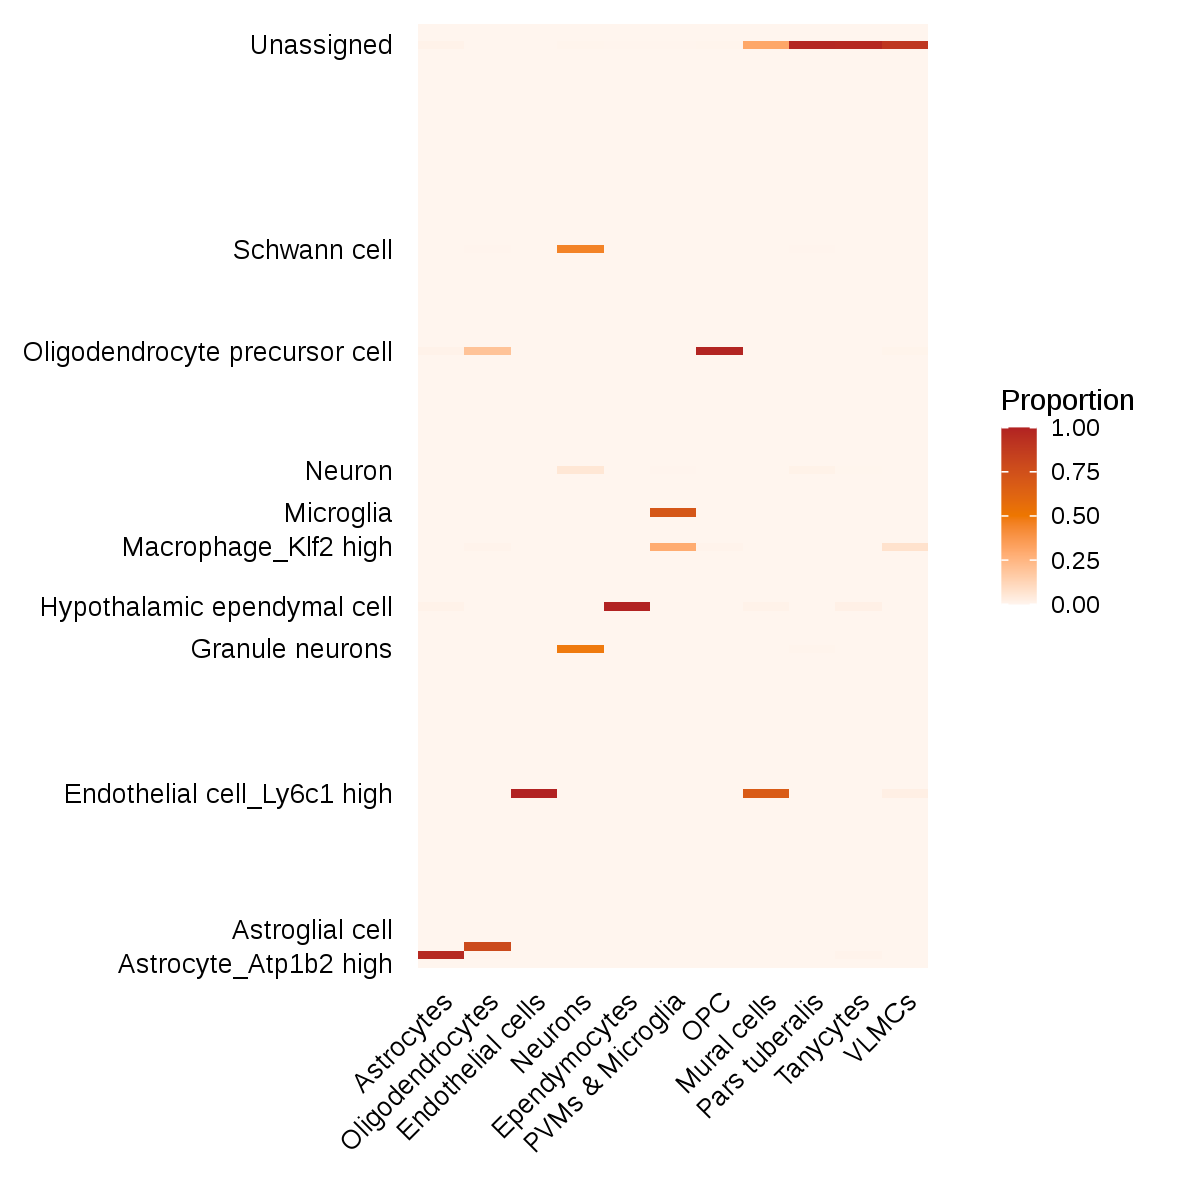 Unassigned
Schwann cell
Oligodendrocyte precursor cell
Neuron
Microglia
Macrophage_Klf2 high
Hypothalamic ependymal cell
Granule neurons
Endothelial cell_Ly6c1 high
Astroglial cell
Astrocyte_Atp1b2 high
Astrocytes
Oligodendrocytes
Endothelial cells
Neurons
Ependymocytes
PVMs & Microglia
OPC
Mural cells
Pars tuberalis
Tanycytes
VLMCs
Proportion
1.00
0.75
0.50
0.25
0.00